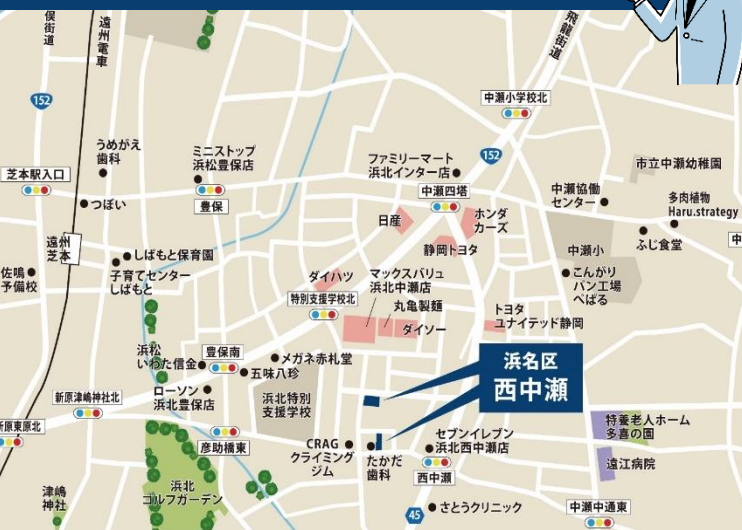 俣街道
遠州電車
飛龍街道
152
中瀬小学校北
うめがえ
歯科
ミニストップ
浜松豊保店
ファミリーマート
浜北インター店
152
市立中瀬幼稚園
芝本駅入口
つぼい
豊保
中瀬四塔
中瀬協働
センター
多肉植物
Haru.strategy
日産
ホンダ
カーズ
静岡トヨタ
中瀬小
ふじ食堂
中
遠州
芝本
しばもと保育園
子育てセンター
しばもと
佐鳴
予備校
ダイハツ
マックスバリュ
浜北中瀬店
こんがり
パン工場
ぺぱる
特別支援学校北
丸亀製麺
ダイソー
トヨタ
ユナイテッド静岡
浜松
いわた信金
豊保南
メガネ赤札堂
五味八珍
浜名区
西中瀬
新原津嶋神社北
ローソン
浜北豊保店
浜北特別
支援学校
新原東原北
彦助橋東
CRAG
クライミング
ジム
たかだ
歯科
セブンイレブン
浜北西中瀬店
西中瀬
特養老人ホーム
多喜の園
遠江病院
津嶋
神社
浜北
ゴルフガーデン
45
さとうクリニック
中瀬中通東